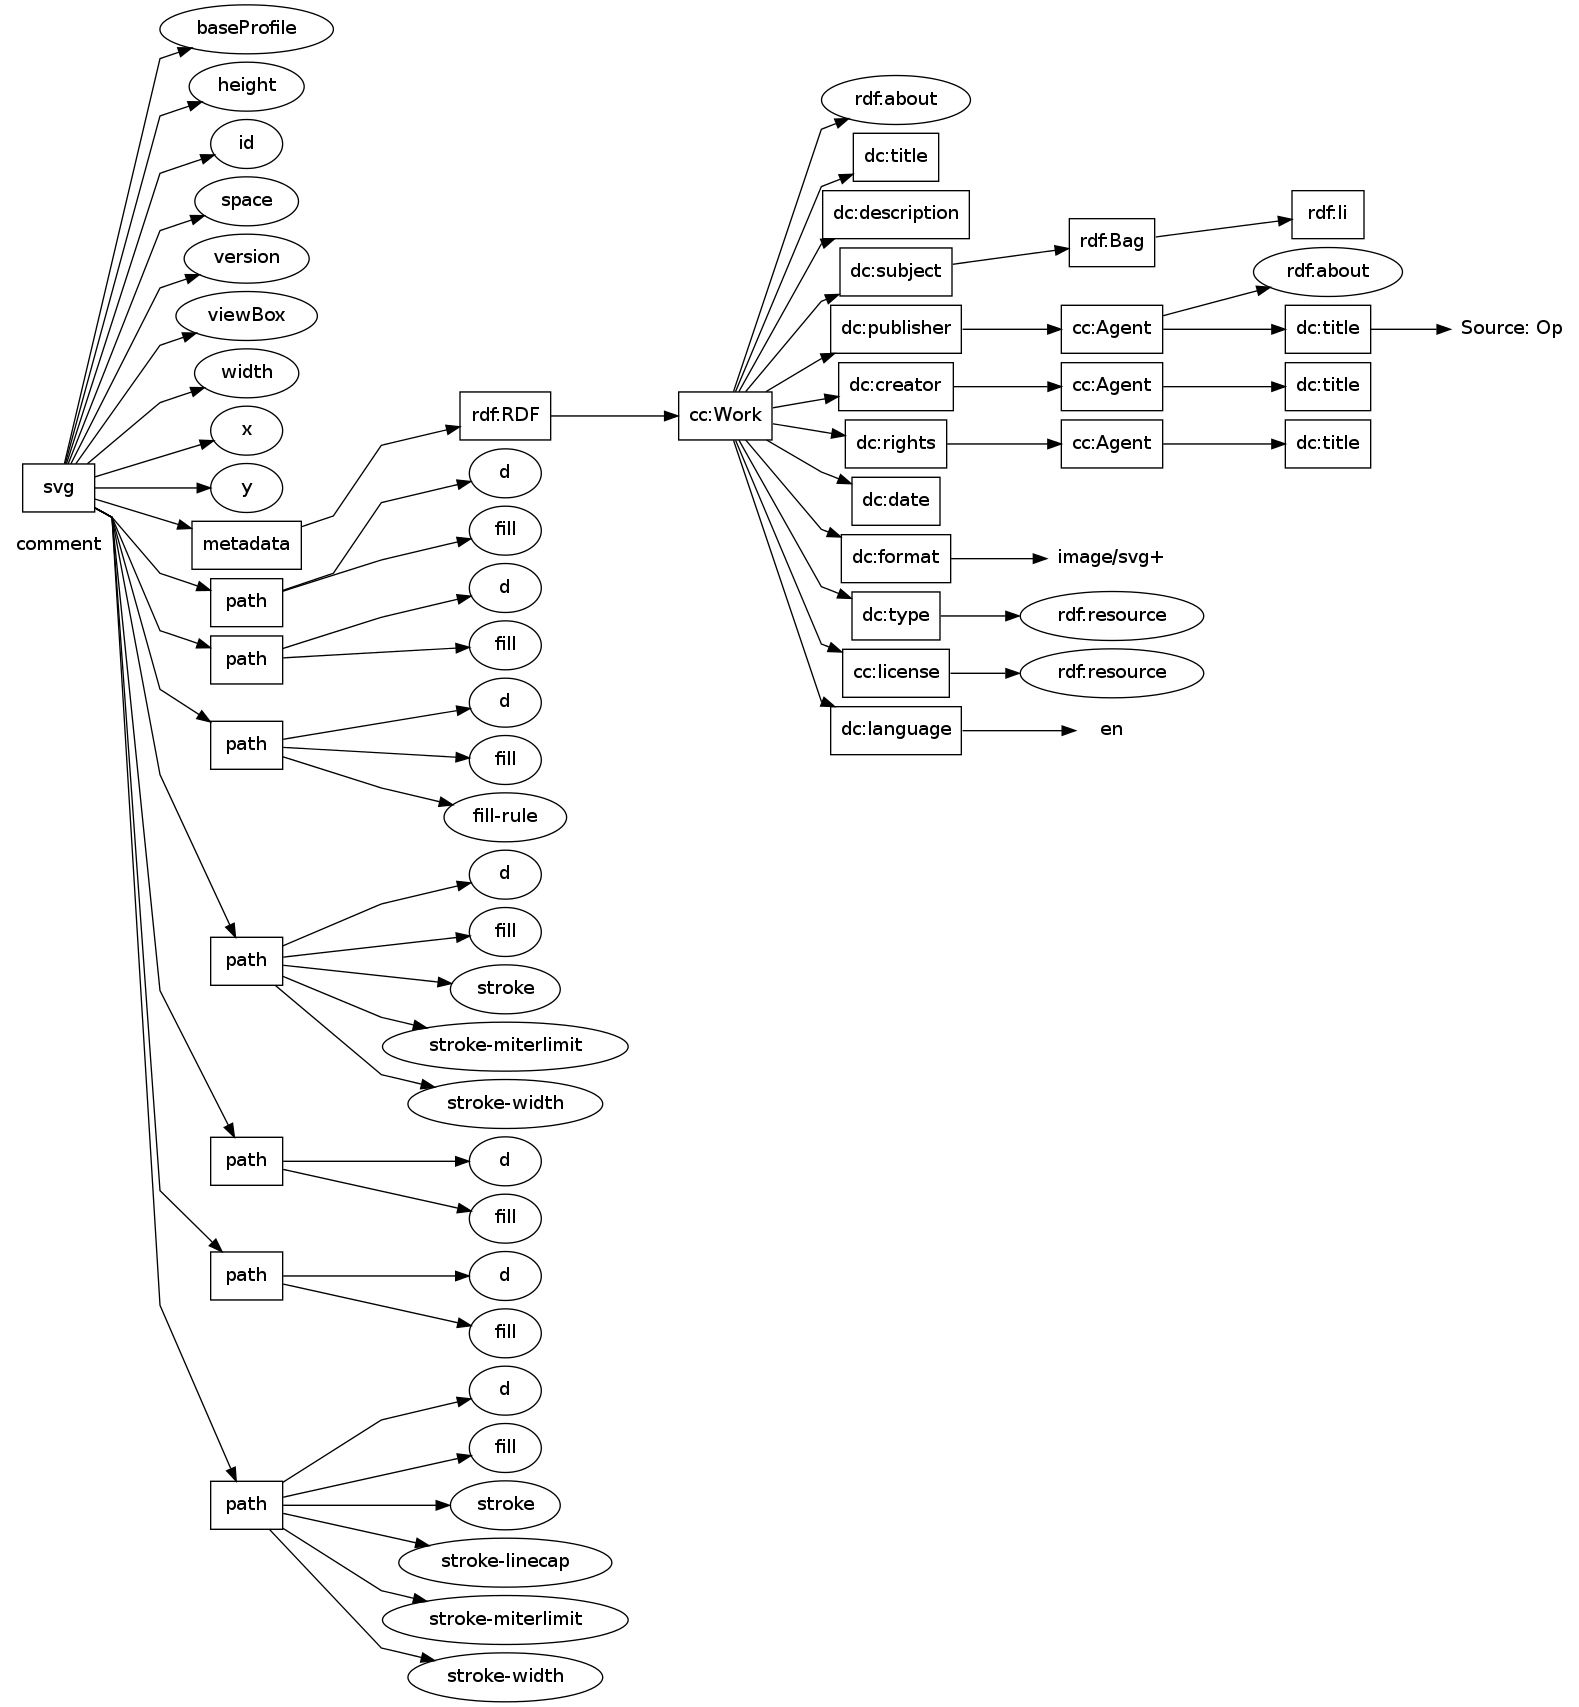 baseProfile
height
id
space
version
viewBox
width
x
y
svg
comment
metadata
path
path
path
path
path
path
path
rdf:RDF
d
fill
d
fill
d
fill
fill-rule
d
fill
stroke
stroke-miterlimit
stroke-width
d
fill
d
fill
d
fill
stroke
stroke-linecap
stroke-miterlimit
stroke-width
cc:Work
rdf:about
dc:title
dc:description
dc:subject
dc:publisher
dc:creator
dc:rights
dc:date
dc:format
dc:type
cc:license
dc:language
rdf:Bag
cc:Agent
cc:Agent
cc:Agent
image/svg+
rdf:resource
rdf:resource
en
rdf:li
rdf:about
dc:title
dc:title
dc:title
Source: Op